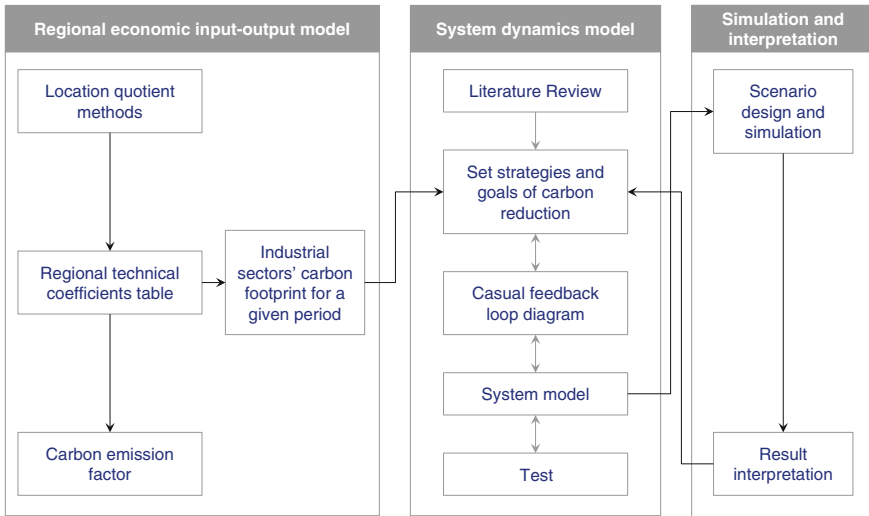 Regional economic input-output model
Location quotient
methods
Regional technical
coefficients table
Industrial
sectors’ carbon
footprint for a
given period
Carbon emission
factor
System dynamics model
Literature Review
Set strategies and
goals of carbon
reduction
Casual feedback
loop diagram
System model
Test
Simulation and
interpretation
Scenario
design and
simulation
Result
interpretation